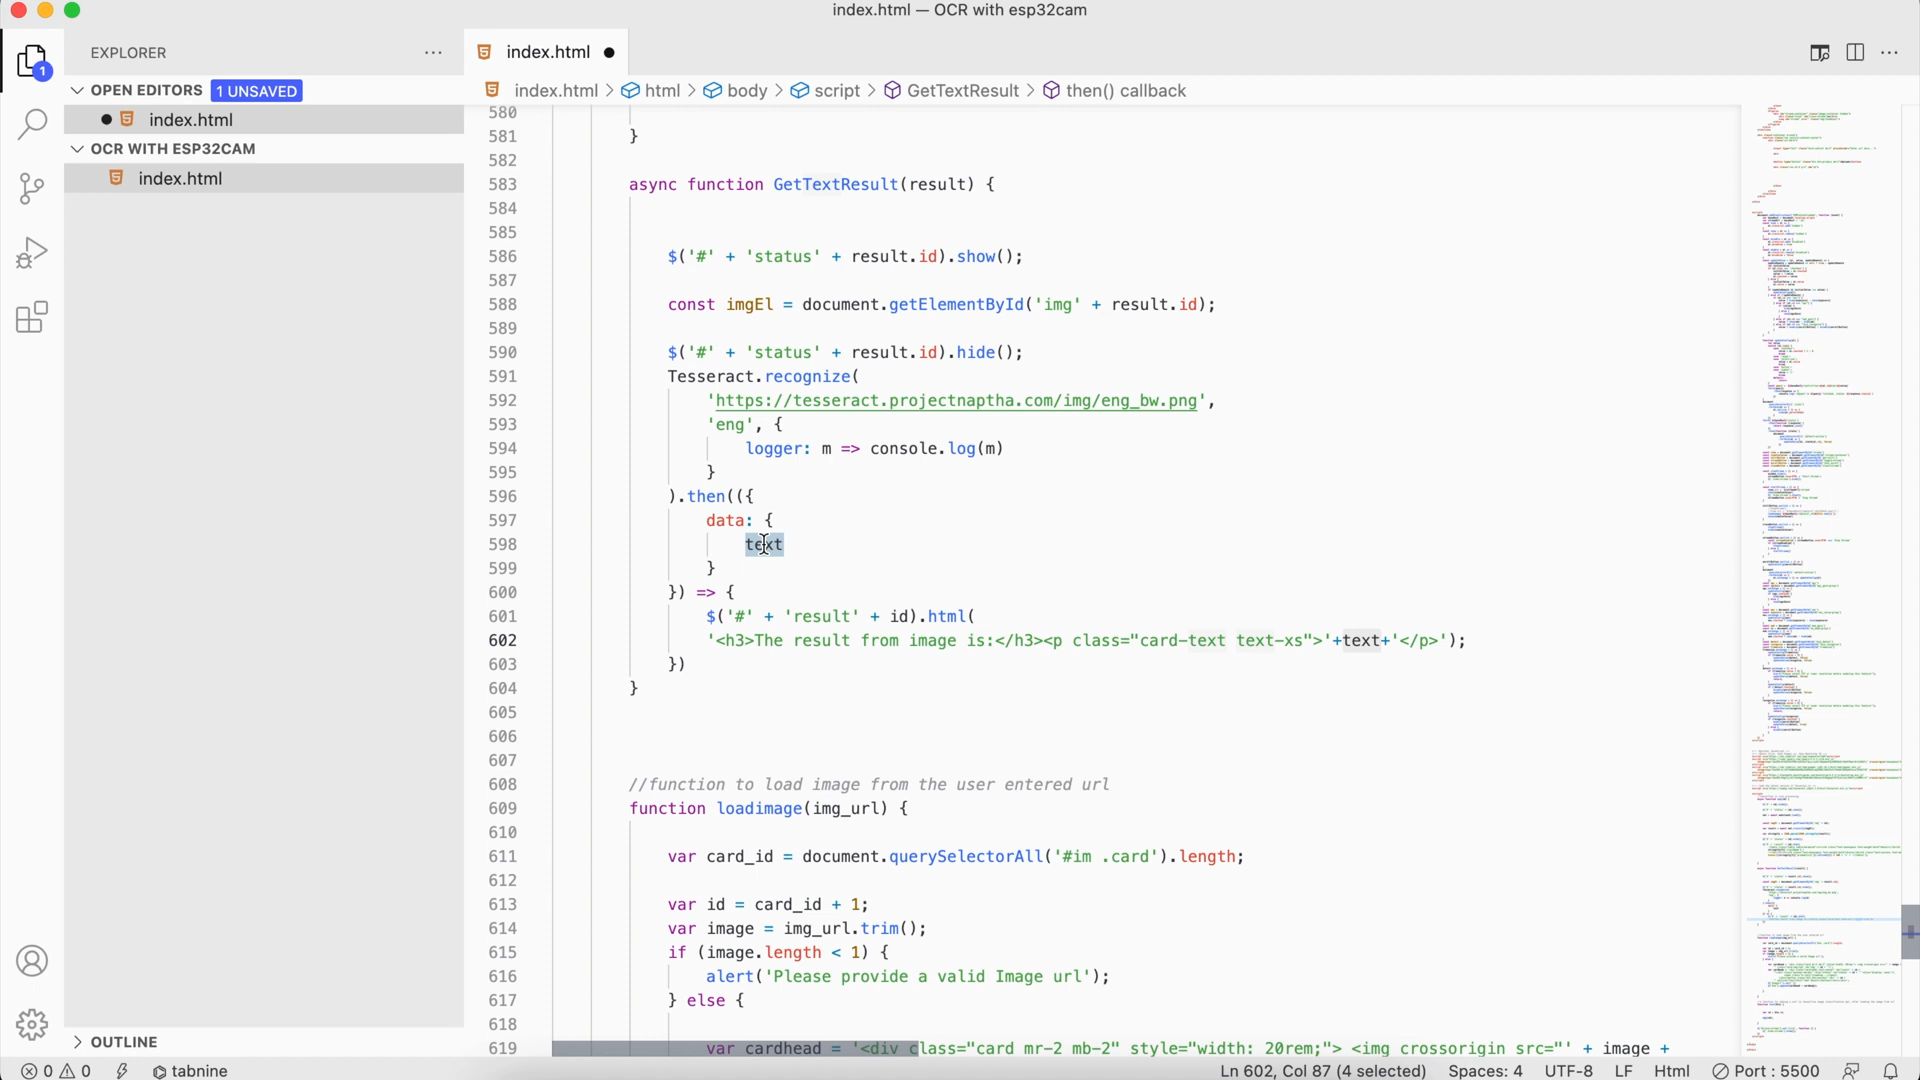 index.html — OCR with esp32cam
EXPLORER
index.html
OPEN EDITORS 1 UNSAVED
index.html > html > body > script > GetTextResult > then() callback
index.html
OCR WITH ESP32CAM
index.html
1
580
581 }
582
583 async function GetTextResult(result) {
584
585
586 $('#' + 'status' + result.id).show();
587
588 const imgEl = document.getElementById('img' + result.id);
589
590 $('#' + 'status' + result.id).hide();
591 Tesseract.recognize(
592 'https://tesseract.projectnaptha.com/img/eng_bw.png',
593 'eng', {
594 logger: m => console.log(m)
595 }
596 ).then(({
597 data: {
598 text
599 }
600 }) => {
601 $('#' + 'result' + id).html(
602 '<h3>The result from image is:</h3><p class="card-text text-xs">'+text+'</p>');
603 })
604 }
605
606
607
608 //function to load image from the user entered url
609 function loadimage(img_url) {
610
611 var card_id = document.querySelectorAll('#im .card').length;
612
613 var id = card_id + 1;
614 var image = img_url.trim();
615 if (image.length < 1) {
616 alert('Please provide a valid Image url');
617 } else {
618
619 var cardhead = '<div class="card mr-2 mb-2" style="width: 20rem;"> <img crossorigin src="' + image +
OUTLINE
0 0 tabnine Ln 602, Col 87 (4 selected) Spaces: 4 UTF-8 LF Html Port : 5500